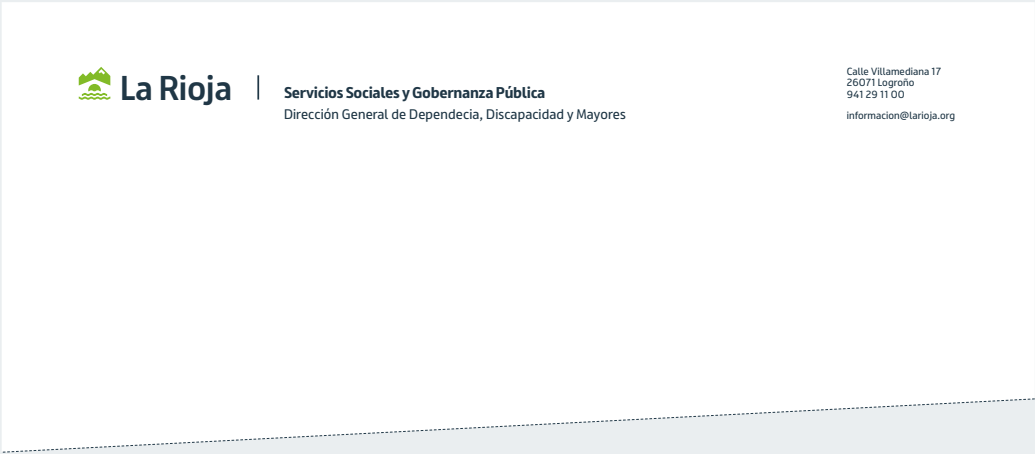 La Rioja
Servicios Sociales y Gobernanza Pública
Dirección General de Dependecia, Discapacidad y Mayores
Calle Villamediana 17
26071 Logroño
941 29 11 00
informacion@larioja.org